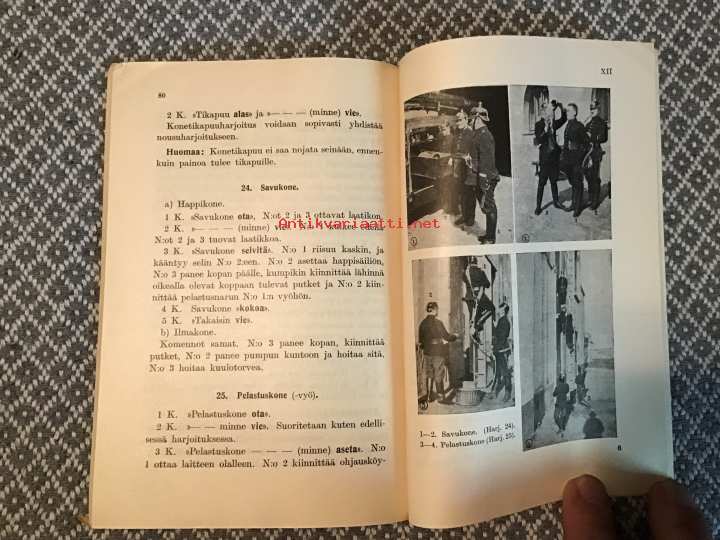 80
2 K. »Tikapuu alas» ja »— — — (minne) vie».
Konetikapuuharjoitus voidaan sopivasti yhdistää
nousuharjoitukseen.
Huomaa: Konetikapuu ei saa nojata seinään, ennen-
kuin painoa tulee tikapuille.
24. Savukone.
a) Happikone.
1 K. »Savukone ota». N:ot 2 ja 3 ottavat laatikon.
2 K. »— — — (minne) vie». N:o 1 kulkee
N:ot 2 ja 3 tuovat laatikkoa.
3 K. »Savukone selvitä». N:o 1 riisuu kaskin, ja
kääntyy selin N:o 2:een. N:o 2 asettaa happisäiliön,
N:o 3 panee kopan päälle, kumpikin kiinnittää lähinnä
oikealla olevat koppaan tulevat putket ja N:o 2 kiin-
nittää pelastusnarun N:o 1:n vyöhön.
4 K. Savukone »kokoa».
5 K. »Takaisin vie».
b) Ilmakone.
Komennot samat. N:o 3 panee kopan, kiinnittää
putket, N:o 2 panee pumpun kuntoon ja hoitaa sitä,
N:o 3 hoitaa kuulotorvea.
25. Pelastuskone (-vyö).
1 K. »Pelastuskone ota».
2 K. »— — minne) vie». Suoritetaan kuten edelli-
sessä harjoituksessa.
3 K. »Pelastuskone — — — (minne) aseta». N:o
1 ottaa laitteen olalleen. N:o 2 kiinnittää ohjausköy-
Antikvariaatti.net
XII
1—2. Savukone. (Harj. 24).
3—4. Pelastuskone (Harj. 25).
6